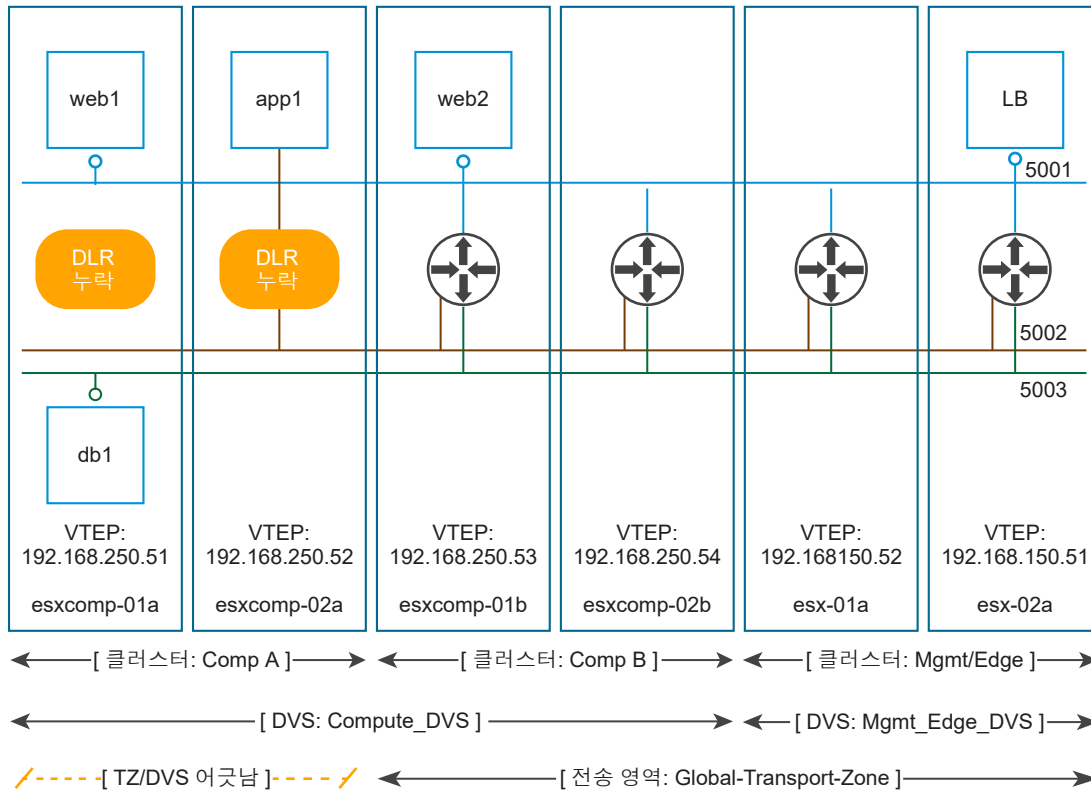 web1
app1
web2
LB
5001
DLR
누락
DLR
누락
5002
5003
db1
VTEP:
192.168.250.51
VTEP:
192.168.250.52
VTEP:
192.168.250.53
VTEP:
192.168.250.54
VTEP:
192.168150.52
VTEP:
192.168.150.51
esxcomp-01a
esxcomp-02a
esxcomp-01b
esxcomp-02b
esx-01a
esx-02a
[ 클러스터: Comp A ]
[ 클러스터: Comp B ]
[ 클러스터: Mgmt/Edge ]
[ DVS: Compute_DVS ]
[ DVS: Mgmt_Edge_DVS ]
[ TZ/DVS 어긋남 ]
[ 전송 영역: Global-Transport-Zone ]